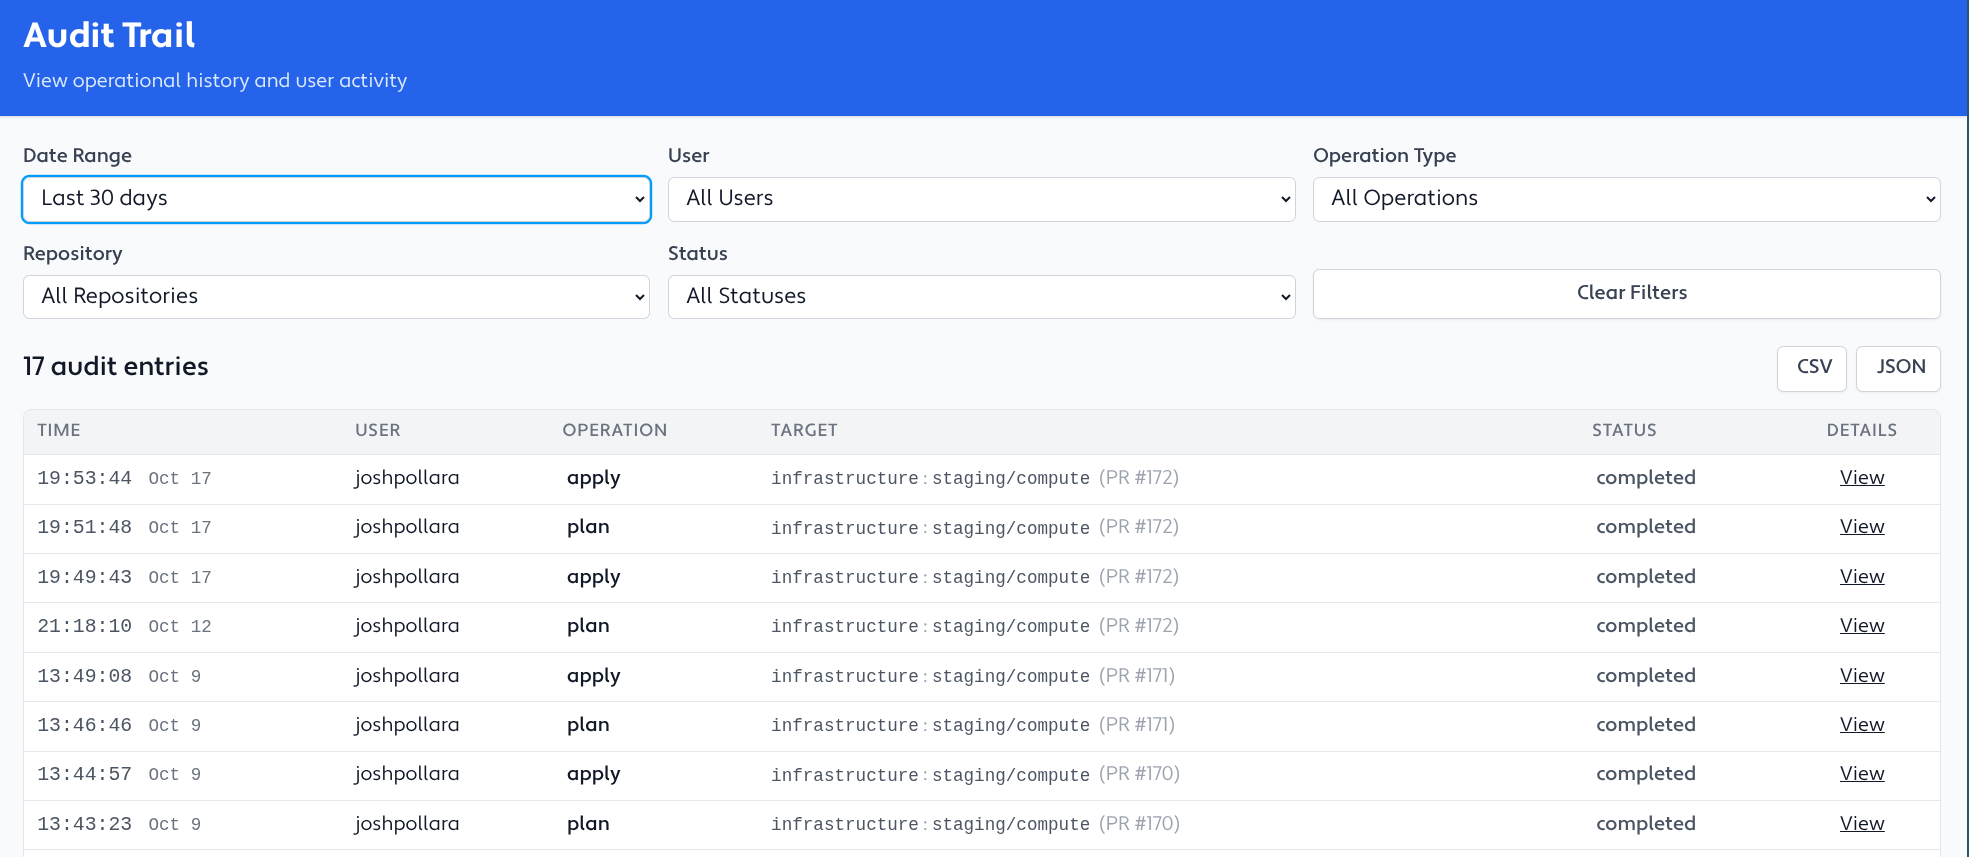 Audit Trail
View operational history and user activity
Date Range User Operation Type
Last 30 days All Users All Operations
Repository Status
All Repositories All Statuses Clear Filters
17 audit entries CSV JSON
TIME USER OPERATION TARGET STATUS DETAILS
19:53:44 Oct 17 joshpollara apply infrastructure:staging/compute (PR #172) completed View
19:51:48 Oct 17 joshpollara plan infrastructure:staging/compute (PR #172) completed View
19:49:43 Oct 17 joshpollara apply infrastructure:staging/compute (PR #172) completed View
21:18:10 Oct 12 joshpollara plan infrastructure:staging/compute (PR #172) completed View
13:49:08 Oct 9 joshpollara apply infrastructure:staging/compute (PR #171) completed View
13:46:46 Oct 9 joshpollara plan infrastructure:staging/compute (PR #171) completed View
13:44:57 Oct 9 joshpollara apply infrastructure:staging/compute (PR #170) completed View
13:43:23 Oct 9 joshpollara plan infrastructure:staging/compute (PR #170) completed View